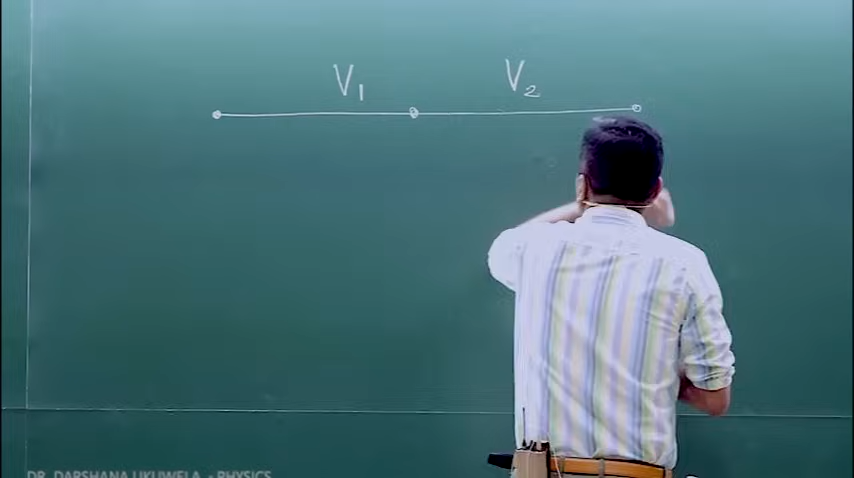 V₁ V₂
DR. DARSHANA UKUWELA - PHYSICS